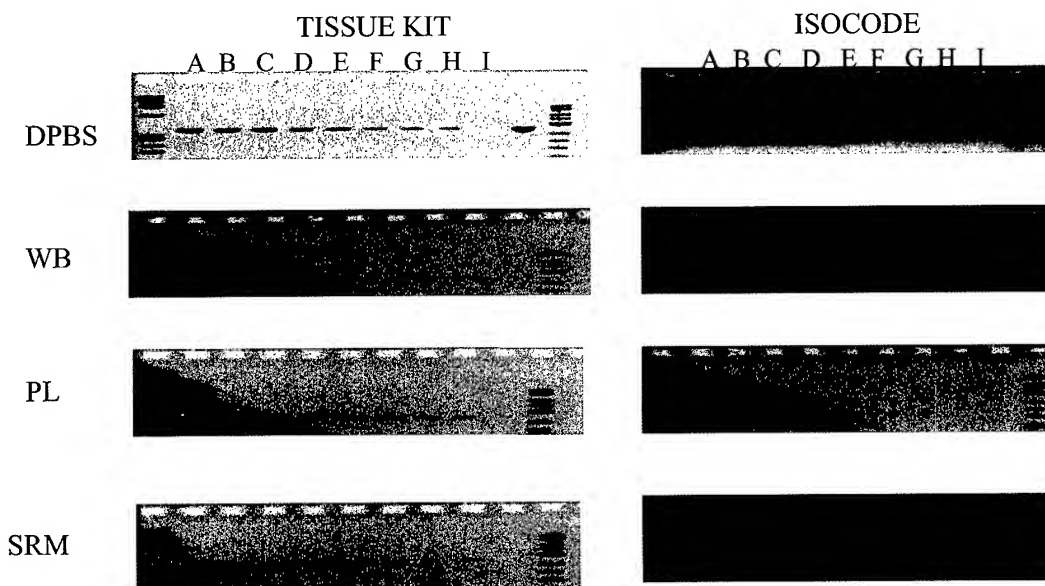 TISSUE KIT
A B C D E F G H I
ISOCODE
A B C D E F G H I
DPBS
WB
PL
SRM